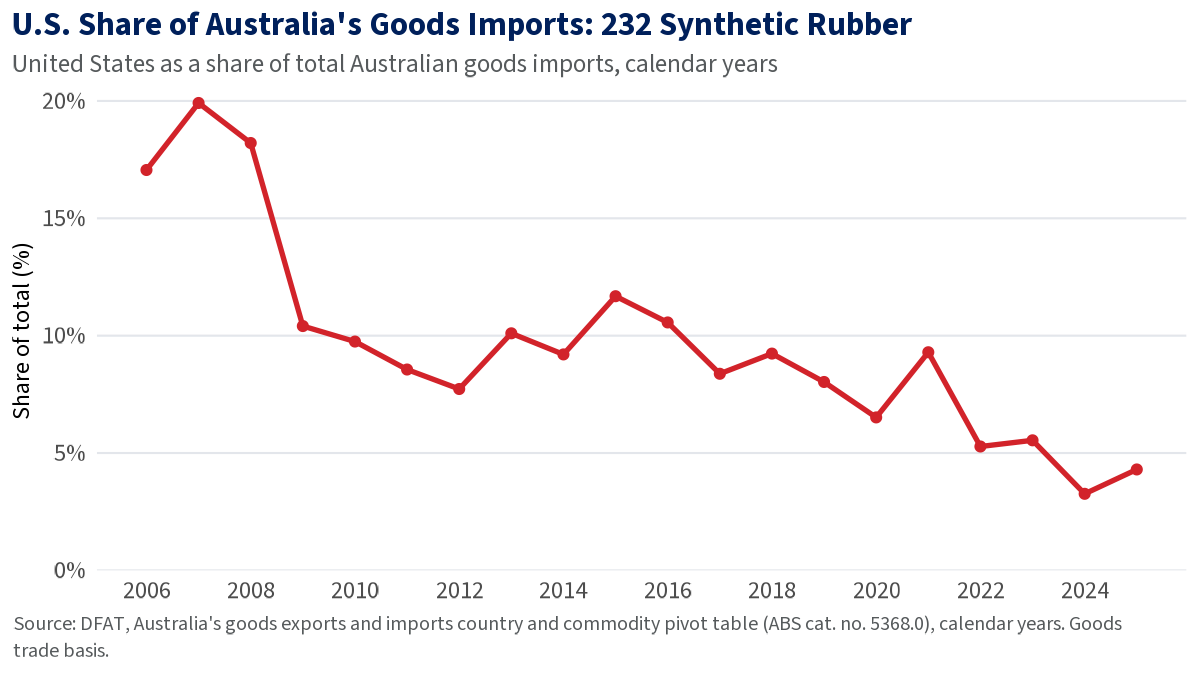 U.S. Share of Australia's Goods Imports: 232 Synthetic Rubber
United States as a share of total Australian goods imports, calendar years
20%
15%
10%
5%
0%
Share of total (%)
2006 2008 2010 2012 2014 2016 2018 2020 2022 2024
Source: DFAT, Australia's goods exports and imports country and commodity pivot table (ABS cat. no. 5368.0), calendar years. Goods
trade basis.